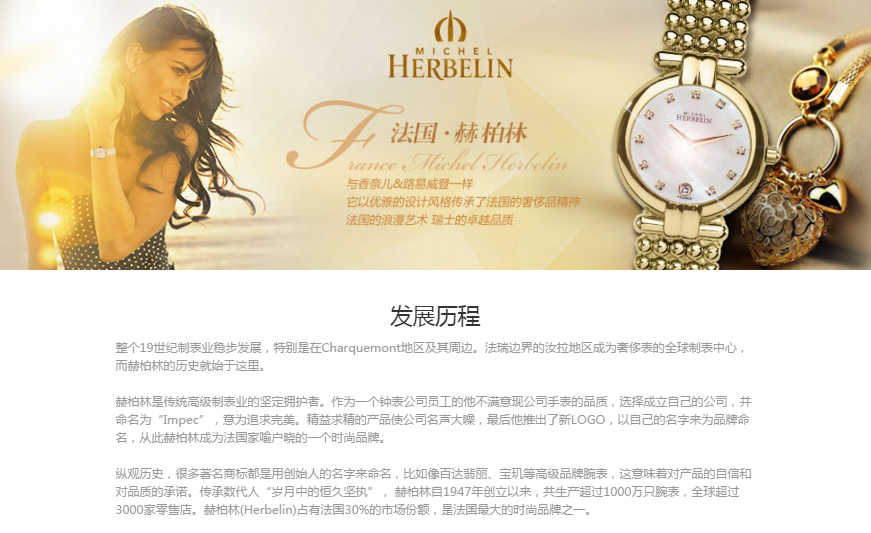 MICHEL
HERBELIN
法国·赫柏林
France Michel Herbelin
与香奈儿&路易威登一样
它以优雅的设计风格传承了法国的奢侈品精神
法国的浪漫艺术 瑞士的卓越品质
MICHEL
HERBELIN
发展历程
整个19世纪制表业稳步发展，特别是在Charquemont地区及其周边。法瑞边界的汝拉地区成为奢侈表的全球制表中心，
而赫柏林的历史就始于这里。
赫柏林是传统高级制表业的坚定拥护者。作为一个钟表公司员工的他不满意现公司手表的品质，选择成立自己的公司，并
命名为“Impec”，意为追求完美。精益求精的产品使公司名声大噪，最后他推出了新LOGO，以自己的名字来为品牌命
名，从此赫柏林成为法国家喻户晓的一个时尚品牌。
纵观历史，很多著名商标都是用创始人的名字来命名，比如像百达翡丽、宝玑等高级品牌腕表，这意味着对产品的自信和
对品质的承诺。传承数代人“岁月中的恒久坚执”， 赫柏林自1947年创立以来，共生产超过1000万只腕表，全球超过
3000家零售店。赫柏林(Herbelin)占有法国30%的市场份额，是法国最大的时尚品牌之一。